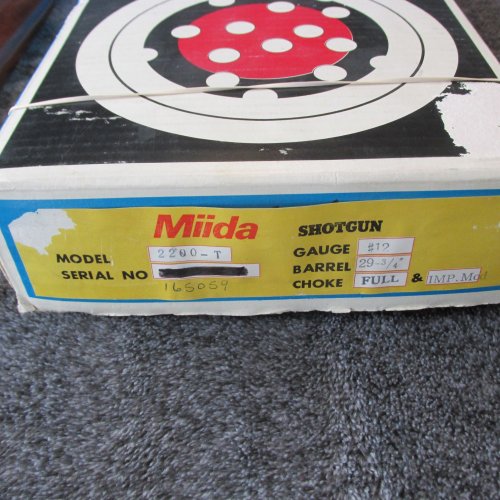 Miida SHOTGUN
MODEL 2200-T GAUGE #12
SERIAL NO BARREL 29-3/4"
165059 CHOKE FULL & IMP. Mod